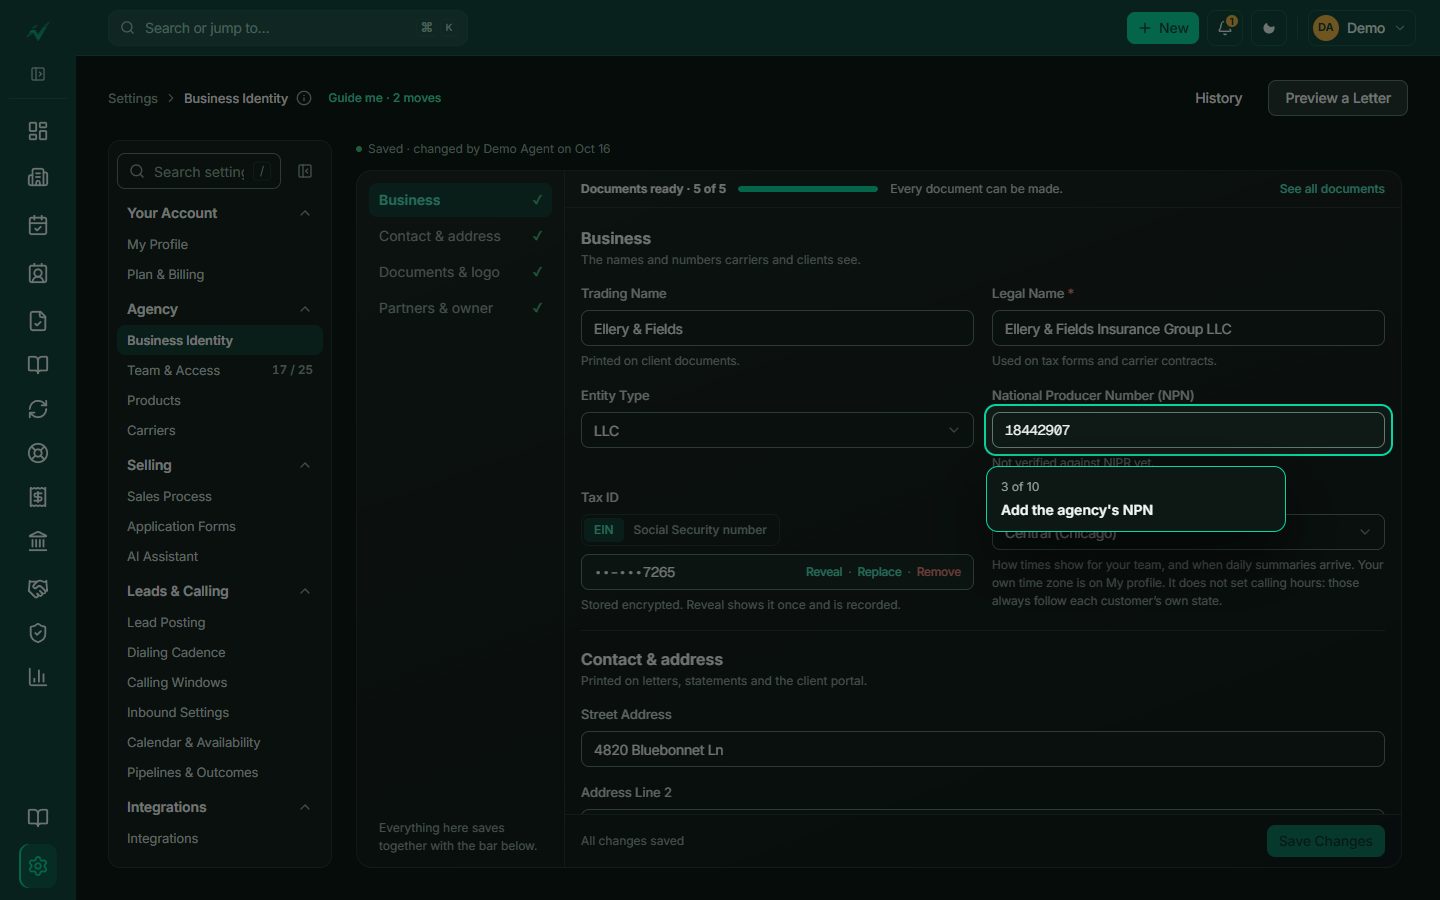 Search or jump to...
⌘ K
New
1
DA
Demo
Settings
Business Identity
Guide me · 2 moves
History
Preview a Letter
Saved · changed by Demo Agent on Oct 16
Search setting
/
Your Account
My Profile
Plan & Billing
Agency
Business Identity
Team & Access
17 / 25
Products
Carriers
Selling
Sales Process
Application Forms
AI Assistant
Leads & Calling
Lead Posting
Dialing Cadence
Calling Windows
Inbound Settings
Calendar & Availability
Pipelines & Outcomes
Integrations
Integrations
Business
Contact & address
Documents & logo
Partners & owner
Everything here saves
together with the bar below.
Documents ready · 5 of 5
Every document can be made.
See all documents
Business
The names and numbers carriers and clients see.
Trading Name
Ellery & Fields
Printed on client documents.
Legal Name *
Ellery & Fields Insurance Group LLC
Used on tax forms and carrier contracts.
Entity Type
LLC
National Producer Number (NPN)
18442907
Not verified against NIPR yet.
3 of 10
Add the agency's NPN
Tax ID
EIN
Social Security number
••-•••7265
Reveal · Replace · Remove
Stored encrypted. Reveal shows it once and is recorded.
Central (Chicago)
How times show for your team, and when daily summaries arrive. Your
own time zone is on My profile. It does not set calling hours: those
always follow each customer's own state.
Contact & address
Printed on letters, statements and the client portal.
Street Address
4820 Bluebonnet Ln
Address Line 2
All changes saved
Save Changes